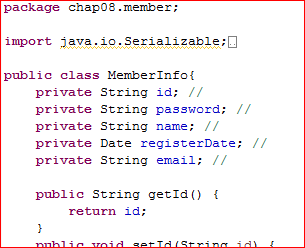 package chap08.member;
import java.io.Serializable;
public class MemberInfo{
private String id; //
private String password; //
private String name; //
private Date registerDate; //
private String email; //
public String getId() {
return id;
}
public void setId(String id) {